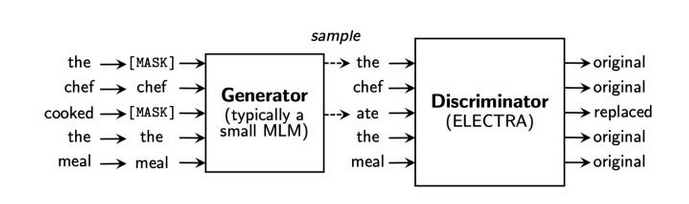 sample
the [MASK] the original
chef chef chef original
cooked [MASK] ate replaced
the the the original
meal meal meal original
Generator
(typically a
small MLM)
Discriminator
(ELECTRA)